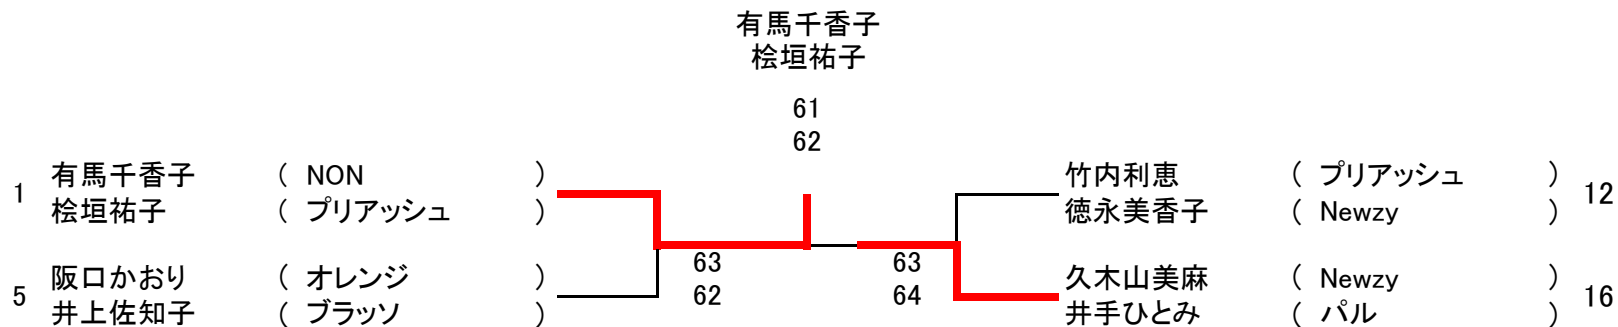 有馬千香子
桧垣祐子
61
62
1 有馬千香子 ( NON )
桧垣祐子 ( プリアッシュ )
5 阪口かおり ( オレンジ )
井上佐知子 ( ブラッソ )
63
62
63
64
竹内利恵 ( プリアッシュ ) 12
徳永美香子 ( Newzy )
久木山美麻 ( Newzy ) 16
井手ひとみ ( パル )